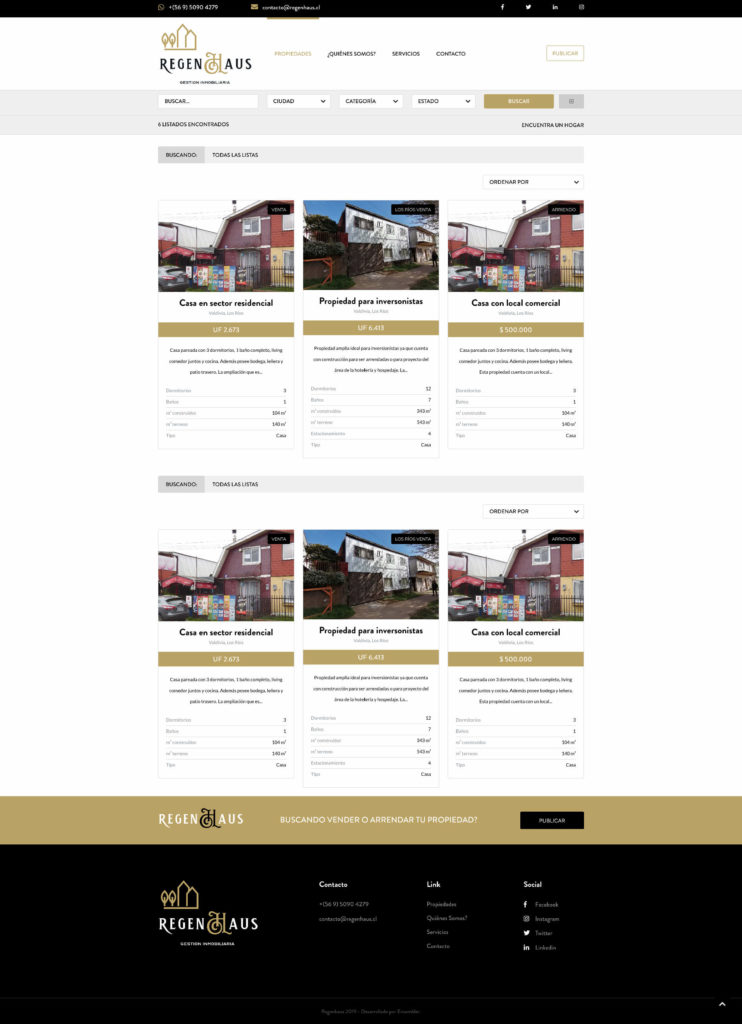 +(56 9) 5090 4279
contacto@regenhaus.cl
REGENHAUS
GESTION INMOBILIARIA
PROPIEDADES
¿QUIÉNES SOMOS?
SERVICIOS
CONTACTO
PUBLICAR
BUSCAR...
CIUDAD
CATEGORÍA
ESTADO
BUSCAR
6 LISTADOS ENCONTRADOS
ENCUENTRA UN HOGAR
BUSCANDO:
TODAS LAS LISTAS
ORDENAR POR
VENTA
Casa en sector residencial
Valdivia, Los Ríos
UF 2.673
Casa pareada con 3 dormitorios, 1 baño completo, living
comedor juntos y cocina. Además posee bodega, leñera y
patio trasero. La ampliación que es...
Dormitorios 3
Baños 1
m² construidos 104 m²
m² terreno 140 m²
Tipo Casa
LOS RÍOS VENTA
Propiedad para inversionistas
Valdivia, Los Ríos
UF 6.413
Propiedad amplia ideal para inversionistas ya que cuenta
con construcción para ser arrendadas o para proyecto del
área de la hotelería y hospedaje. La...
Dormitorios 12
Baños 7
m² construidos 343 m²
m² terreno 543 m²
Estacionamiento 4
Tipo Casa
ARRIENDO
Casa con local comercial
Valdivia, Los Ríos
$ 500.000
Casa pareada con 3 dormitorios, 1 baño completo, living
comedor juntos y cocina. Además posee bodega y leñera.
Esta propiedad cuenta con un local...
Dormitorios 3
Baños 1
m² construidos 104 m²
m² terreno 140 m²
Tipo Casa
BUSCANDO:
TODAS LAS LISTAS
ORDENAR POR
VENTA
Casa en sector residencial
Valdivia, Los Ríos
UF 2.673
Casa pareada con 3 dormitorios, 1 baño completo, living
comedor juntos y cocina. Además posee bodega, leñera y
patio trasero. La ampliación que es...
Dormitorios 3
Baños 1
m² construidos 104 m²
m² terreno 140 m²
Tipo Casa
LOS RÍOS VENTA
Propiedad para inversionistas
Valdivia, Los Ríos
UF 6.413
Propiedad amplia ideal para inversionistas ya que cuenta
con construcción para ser arrendadas o para proyecto del
área de la hotelería y hospedaje. La...
Dormitorios 12
Baños 7
m² construidos 343 m²
m² terreno 543 m²
Estacionamiento 4
Tipo Casa
ARRIENDO
Casa con local comercial
Valdivia, Los Ríos
$ 500.000
Casa pareada con 3 dormitorios, 1 baño completo, living
comedor juntos y cocina. Además posee bodega y leñera.
Esta propiedad cuenta con un local...
Dormitorios 3
Baños 1
m² construidos 104 m²
m² terreno 140 m²
Tipo Casa
REGENHAUS
BUSCANDO VENDER O ARRENDAR TU PROPIEDAD?
PUBLICAR
REGENHAUS
GESTION INMOBILIARIA
Contacto
+(56 9) 5090 4279
contacto@regenhaus.cl
Link
Propiedades
Quiénes Somos?
Servicios
Contacto
Social
Facebook
Instagram
Twitter
Linkedin
Regenhaus 2019 - Desarrollado por